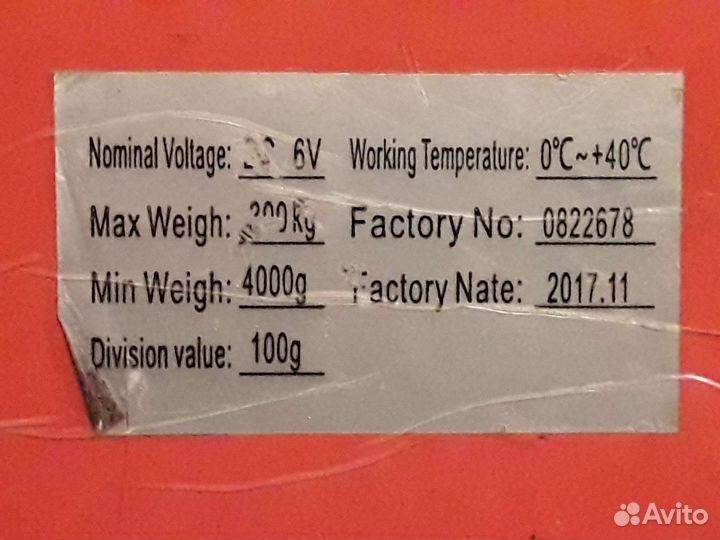 Nominal Voltage: 6V Working Temperature: 0℃~+40℃
Max Weigh: Factory No: 0822678
Min Weigh: 4000g Factory Nate: 2017.11
Division value: 100g
Avito